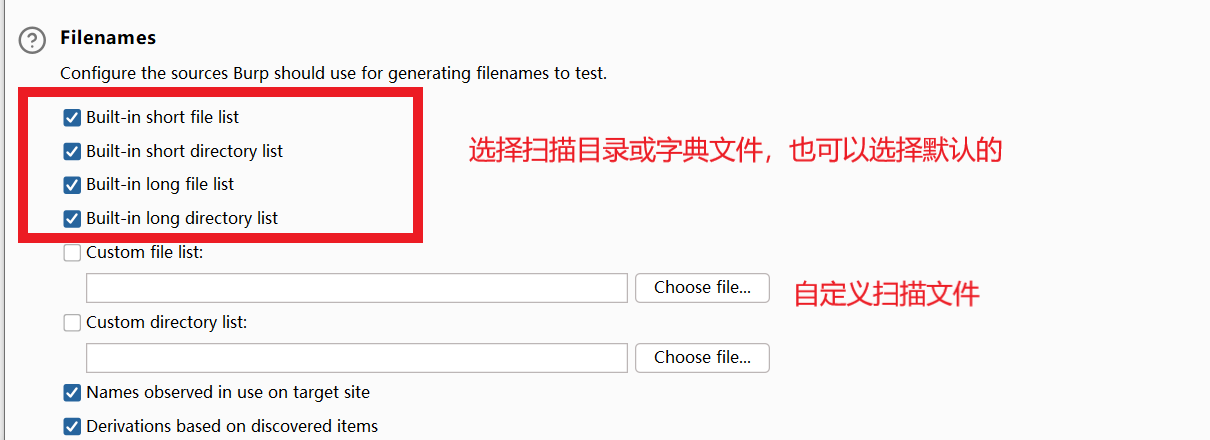 Filenames
Configure the sources Burp should use for generating filenames to test.
Built-in short file list
Built-in short directory list
选择扫描目录或字典文件，也可以选择默认的
Built-in long file list
Built-in long directory list
Custom file list:
Choose file...
自定义扫描文件
Custom directory list:
Choose file...
Names observed in use on target site
Derivations based on discovered items